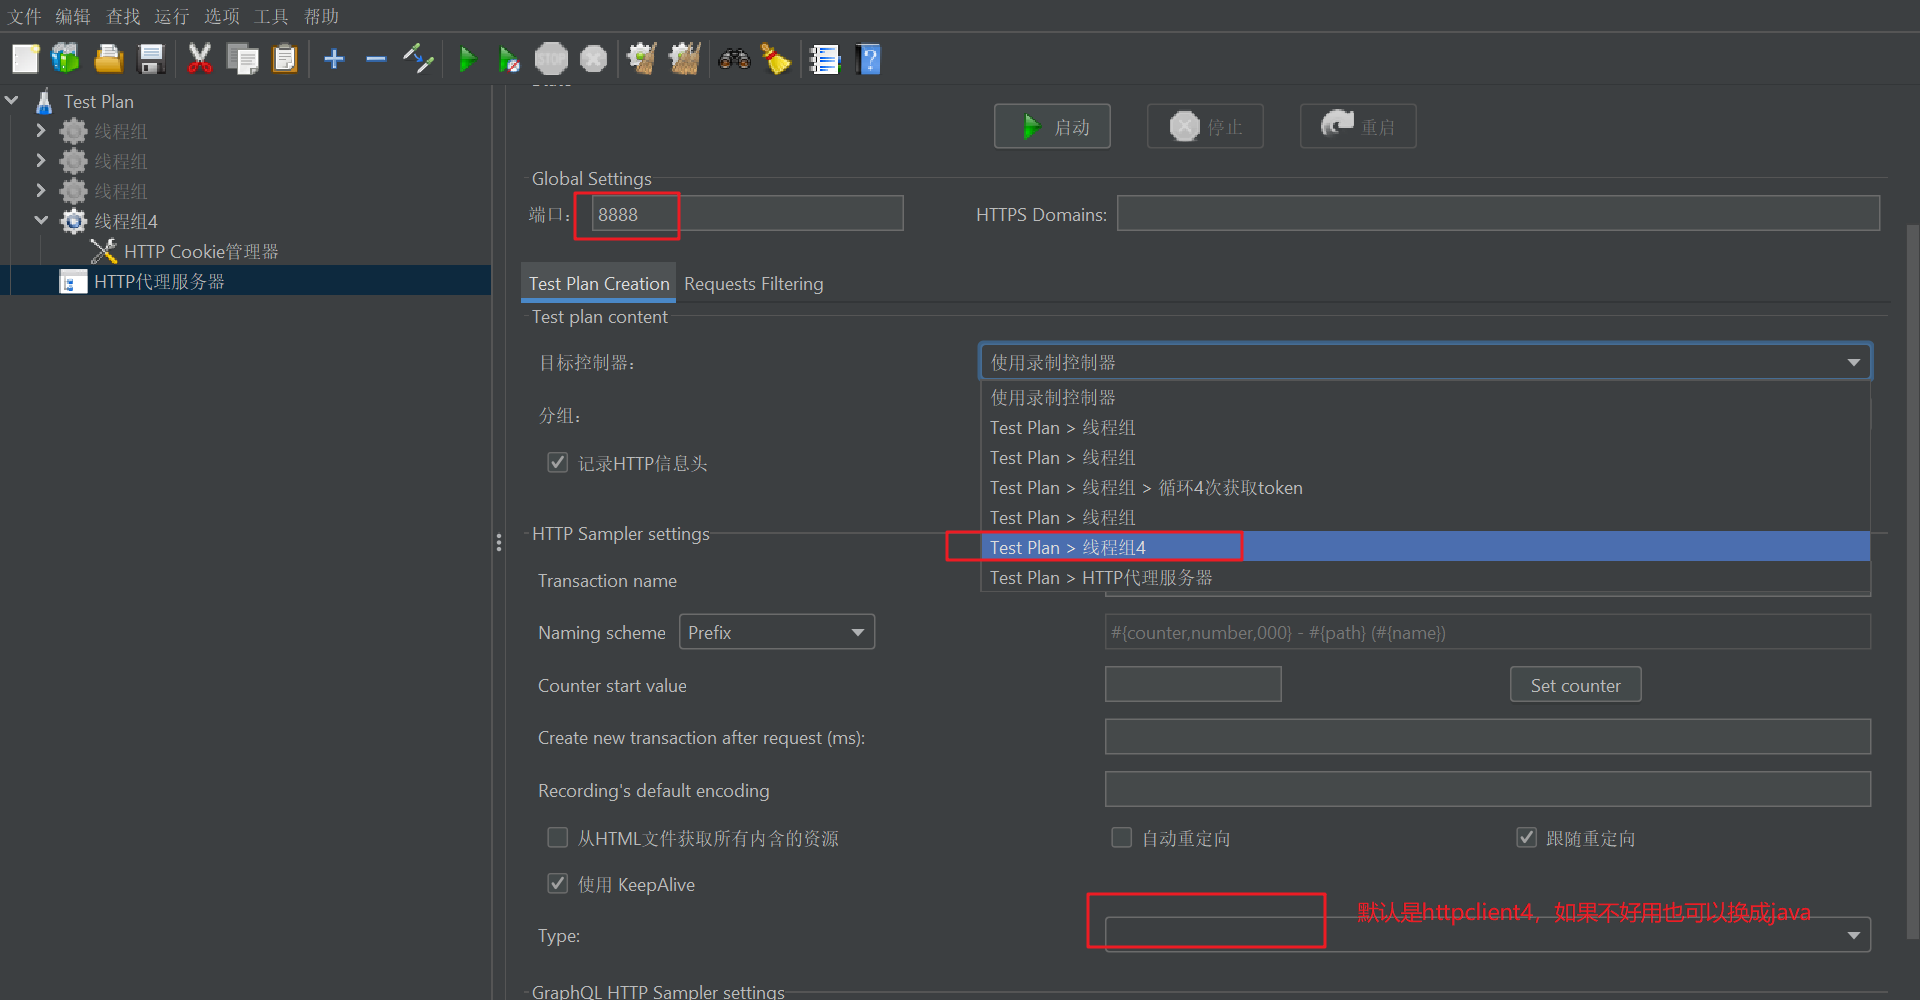 文件 编辑 查找 运行 选项 工具 帮助
STOP
Test Plan
线程组
线程组
线程组
线程组4
HTTP Cookie管理器
HTTP代理服务器
启动 停止 重启
Global Settings
端口： 8888 HTTPS Domains:
Test Plan Creation Requests Filtering
Test plan content
目标控制器： 使用录制控制器
使用录制控制器
分组：
Test Plan > 线程组
Test Plan > 线程组
记录HTTP信息头
Test Plan > 线程组 > 循环4次获取token
Test Plan > 线程组
HTTP Sampler settings
Test Plan > 线程组4
Test Plan > HTTP代理服务器
Transaction name
Naming scheme Prefix #{counter,number,000} - #{path} (#{name})
Counter start value Set counter
Create new transaction after request (ms):
Recording's default encoding
从HTML文件获取所有内含的资源 自动重定向 跟随重定向
使用 KeepAlive
默认是httpclient4，如果不好用也可以换成java
Type:
GraphQL HTTP Sampler settings